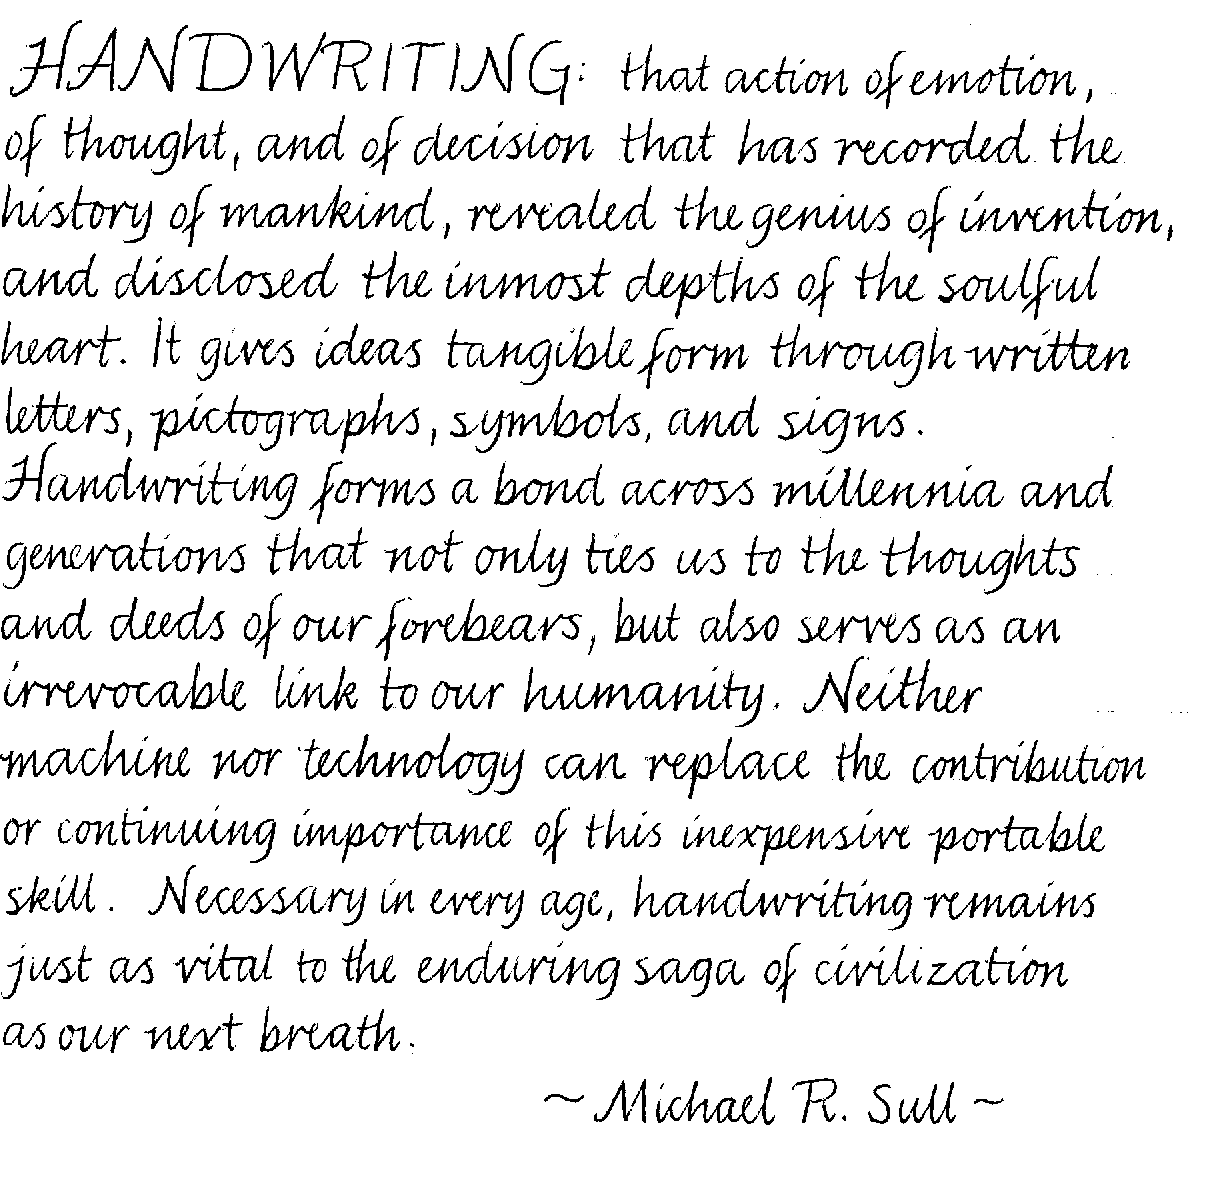 HANDWRITING: that action of emotion,
of thought, and of decision that has recorded the
history of mankind, revealed the genius of invention,
and disclosed the inmost depths of the soulful
heart. It gives ideas tangible form through written
letters, pictographs, symbols, and signs.
Handwriting forms a bond across millennia and
generations that not only ties us to the thoughts
and deeds of our forebears, but also serves as an
irrevocable link to our humanity. Neither
machine nor technology can replace the contribution
or continuing importance of this inexpensive portable
skill. Necessary in every age, handwriting remains
just as vital to the enduring saga of civilization
as our next breath.
~ Michael R. Sull ~